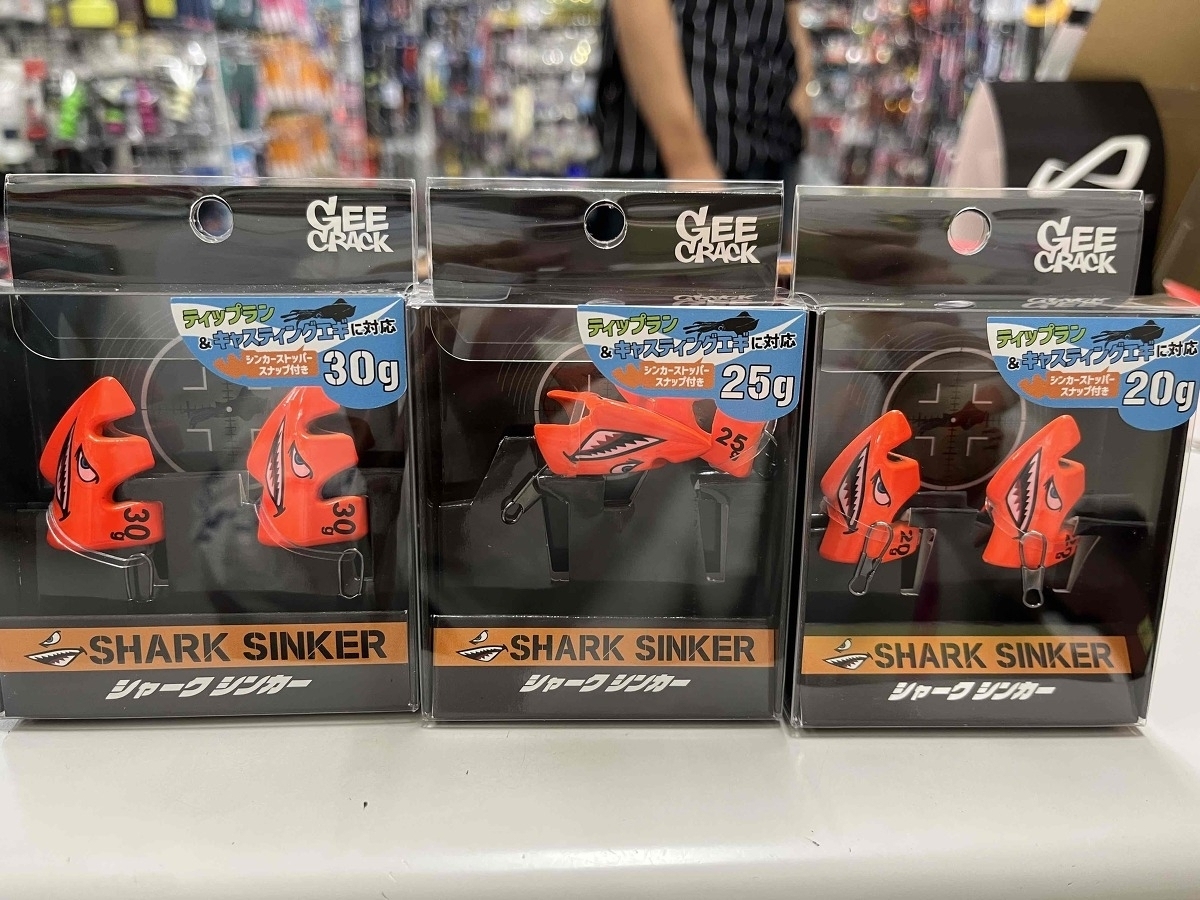 GEE
CRACK
ティップラン
&キャスティングエギに対応
シンカーストッパー
スナップ付き
30g
30g
30g
SHARK SINKER
シャーク シンカー
GEE
CRACK
ティップラン
&キャスティングエギに対応
シンカーストッパー
スナップ付き
25g
25g
SHARK SINKER
シャーク シンカー
GEE
CRACK
ティップラン
&キャスティングエギに対応
シンカーストッパー
スナップ付き
20g
20g
20g
SHARK SINKER
シャーク シンカー